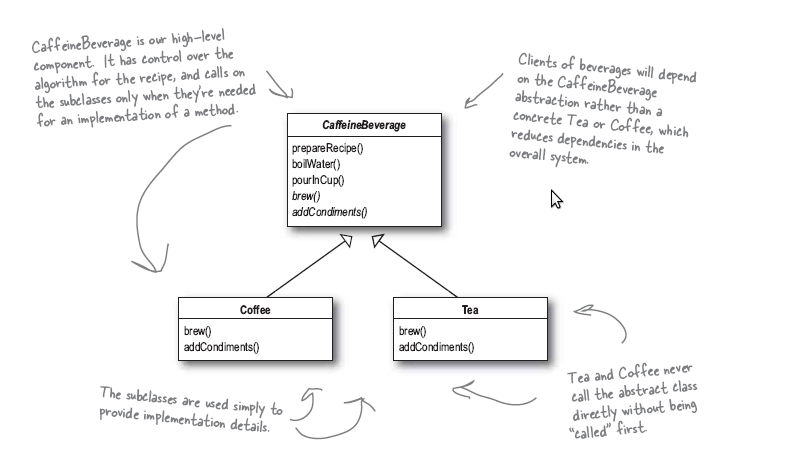 CaffeineBeverage is our high-level
component. It has control over the
algorithm for the recipe, and calls on
the subclasses only when they're needed
for an implementation of a method.
Clients of beverages will depend
on the CaffeineBeverage
abstraction rather than a
concrete Tea or Coffee, which
reduces dependencies in the
overall system.
CaffeineBeverage
prepareRecipe()
boilWater()
pourInCup()
brew()
addCondiments()
Coffee
brew()
addCondiments()
Tea
brew()
addCondiments()
The subclasses are used simply to
provide implementation details.
Tea and Coffee never
call the abstract class
directly without being
"called" first.